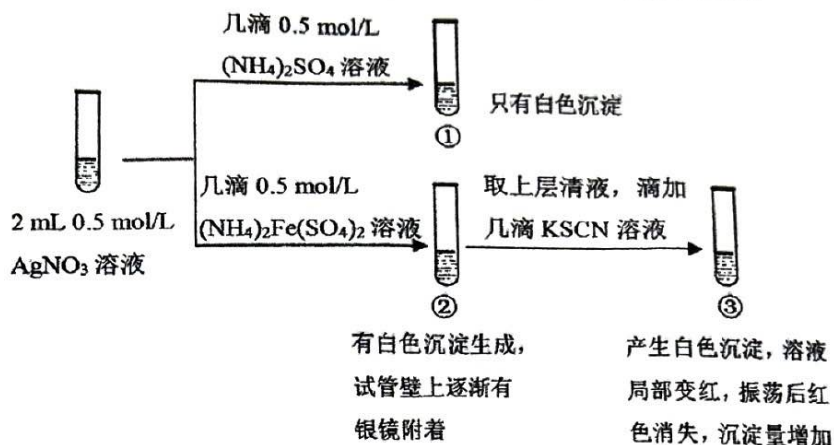 几滴 0.5 mol/L
(NH₄)₂SO₄ 溶液
只有白色沉淀
①
2 mL 0.5 mol/L
AgNO₃ 溶液
几滴 0.5 mol/L
(NH₄)₂Fe(SO₄)₂ 溶液
取上层清液，滴加
几滴 KSCN 溶液
②
③
有白色沉淀生成，
试管壁上逐渐有
银镜附着
产生白色沉淀，溶液
局部变红，振荡后红
色消失，沉淀量增加